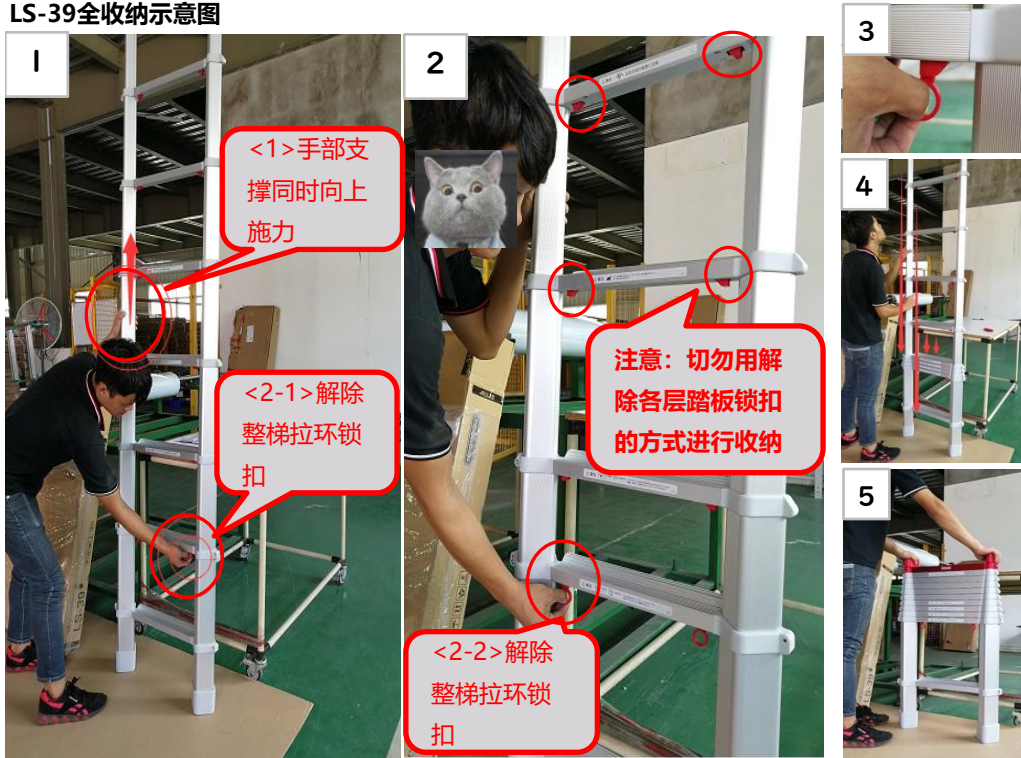 LS-39全收纳示意图
1
<1>手部支
撑同时向上
施力
<2-1>解除
整梯拉环锁
扣
2
注意：切勿用解
除各层踏板锁扣
的方式进行收纳
<2-2>解除
整梯拉环锁
扣
3
4
5
LS-39